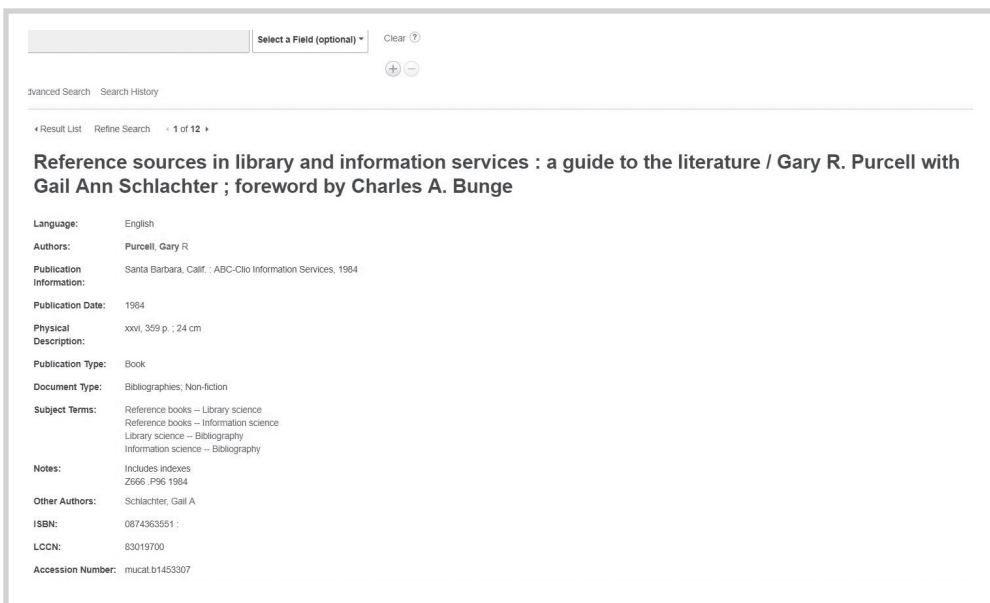 Select a Field (optional)
Clear ?
dvanced Search Search History
Result List Refine Search 1 of 12
Reference sources in library and information services : a guide to the literature / Gary R. Purcell with
Gail Ann Schlachter ; foreword by Charles A. Bunge
Language: English
Authors: Purcell, Gary R
Publication Information: Santa Barbara, Calif. : ABC-Clio Information Services, 1984
Publication Date: 1984
Physical Description: xxvi, 359 p. ; 24 cm
Publication Type: Book
Document Type: Bibliographies; Non-fiction
Subject Terms: Reference books -- Library science
Reference books -- Information science
Library science -- Bibliography
Information science -- Bibliography
Notes: Includes indexes
Z666 .P96 1984
Other Authors: Schlachter, Gail A
ISBN: 0874363551 :
LCCN: 83019700
Accession Number: mucat.b1453307